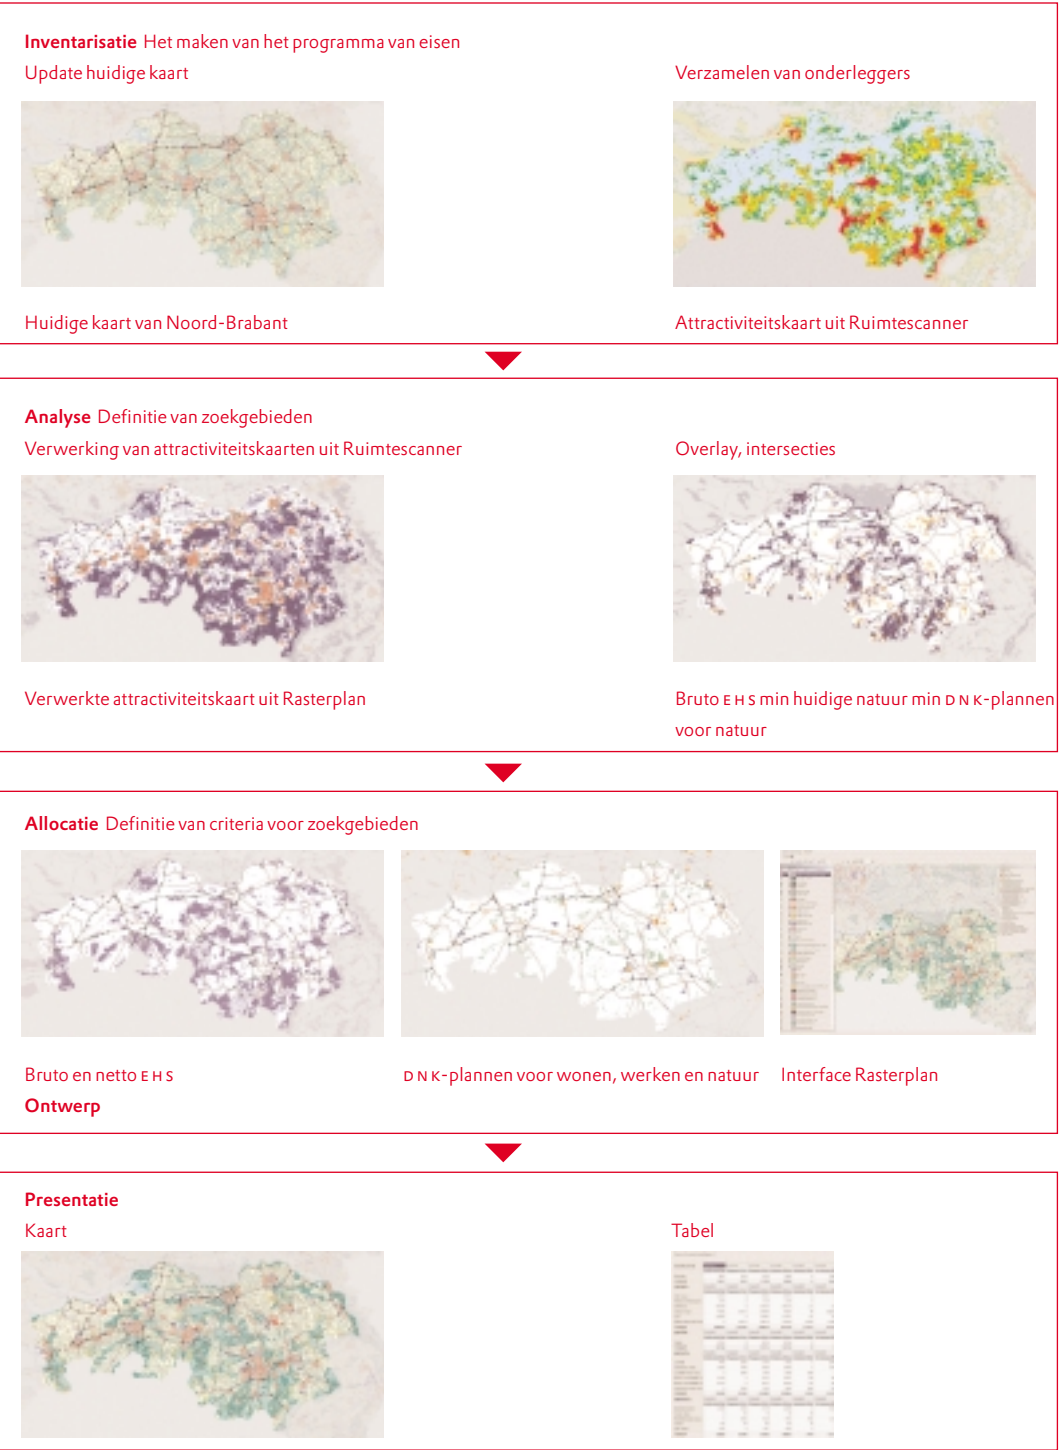 Inventarisatie Het maken van het programma van eisen
Update huidige kaart
Verzamelen van onderleggers
Huidige kaart van Noord-Brabant
Attractiviteitskaart uit Ruimtescanner
Analyse Definitie van zoekgebieden
Verwerking van attractiviteitskaarten uit Ruimtescanner
Overlay, intersecties
Verwerkte attractiviteitskaart uit Rasterplan
Bruto EHS min huidige natuur min DNK-plannen
voor natuur
Allocatie Definitie van criteria voor zoekgebieden
Bruto en netto EHS
DNK-plannen voor wonen, werken en natuur
Interface Rasterplan
Ontwerp
Presentatie
Kaart
Tabel